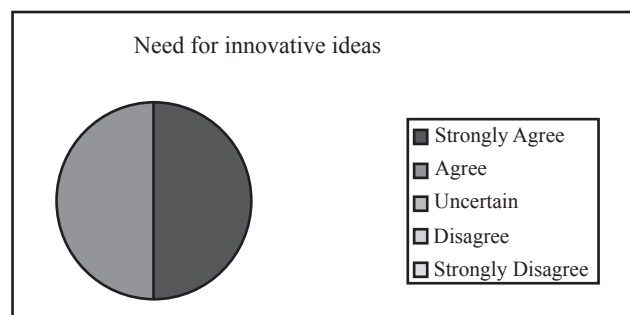 Need for innovative ideas
Strongly Agree
Agree
Uncertain
Disagree
Strongly Disagree